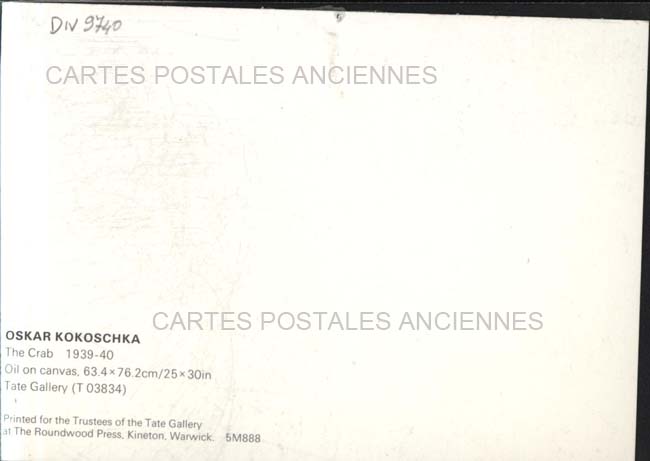 Div 9740
CARTES POSTALES ANCIENNES
CARTES POSTALES ANCIENNES
OSKAR KOKOSCHKA
The Crab 1939-40
Oil on canvas, 63.4 × 76.2cm/25 × 30in
Tate Gallery (T 03834)
Printed for the Trustees of the Tate Gallery
at The Roundwood Press, Kineton, Warwick. 5M888